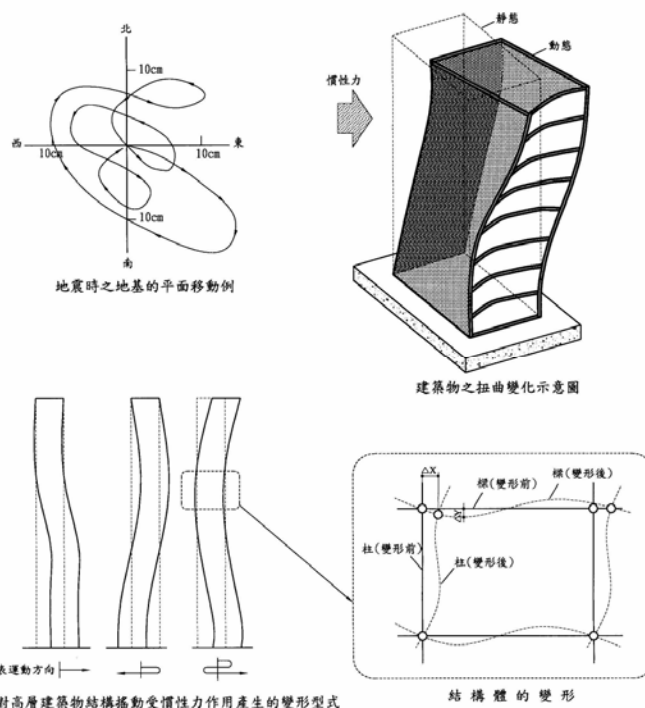 北
10cm
西
10cm
10cm
東
10cm
南
地震時之地基的平面移動例
靜態
動態
慣性力
建築物之扭曲變化示意圖
表運動方向
對高層建築物結構搖動受慣性力作用產生的變形型式
△X
樑(變形前)
樑(變形後)
△Y
柱(變形前)
柱(變形後)
結構體的變形